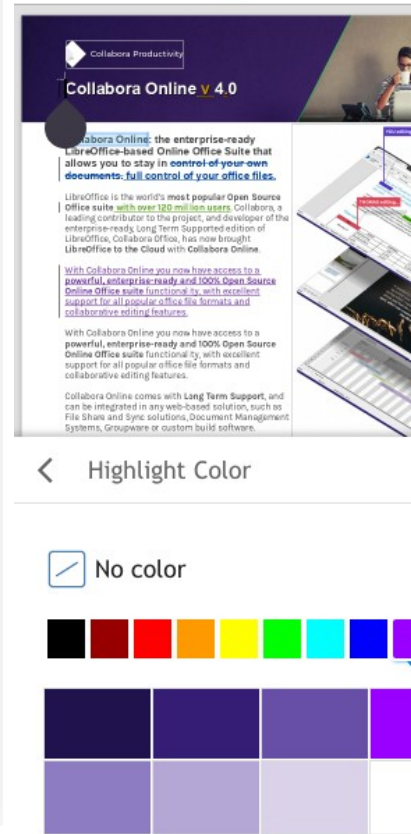 Collabora Productivity
Collabora Online v 4.0
Collabora Online: the enterprise-ready
LibreOffice-based Online Office Suite that
allows you to stay in control of your own
documents. full control of your office files.
LibreOffice is the world's most popular Open Source
Office suite with over 120 million users. Collabora, a
leading contributor to the project, and developer of the
enterprise-ready, Long Term Supported edition of
LibreOffice, Collabora Office, has now brought
LibreOffice to the Cloud with Collabora Online.
With Collabora Online you now have access to a
powerful, enterprise-ready and 100% Open Source
Online Office suite functionality, with excellent
support for all popular office file formats and
collaborative editing features.
With Collabora Online you now have access to a
powerful, enterprise-ready and 100% Open Source
Online Office suite functionality, with excellent
support for all popular office file formats and
collaborative editing features.
Collabora Online comes with Long Term Support, and
can be integrated in any web-based solution, such as
File Share and Sync solutions, Document Management
Systems, Groupware or custom build software.
Highlight Color
No color